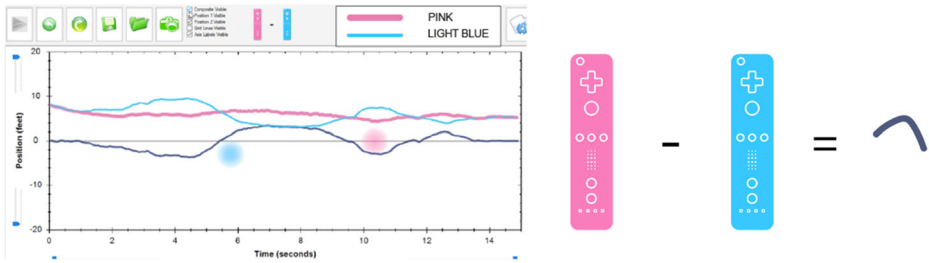 Composite Visible
Position 1 Visible
Position 2 Visible
Grid Lines Visible
Axis Labels Visible
-
PINK
LIGHT BLUE
20
10
0
-10
-20
Position (feet)
0 2 4 6 8 10 12 14
Time (seconds)
- =